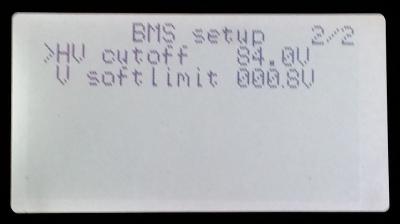 BMS setup 2/2
>HV cutoff 84.0V
V softlimit 000.8V